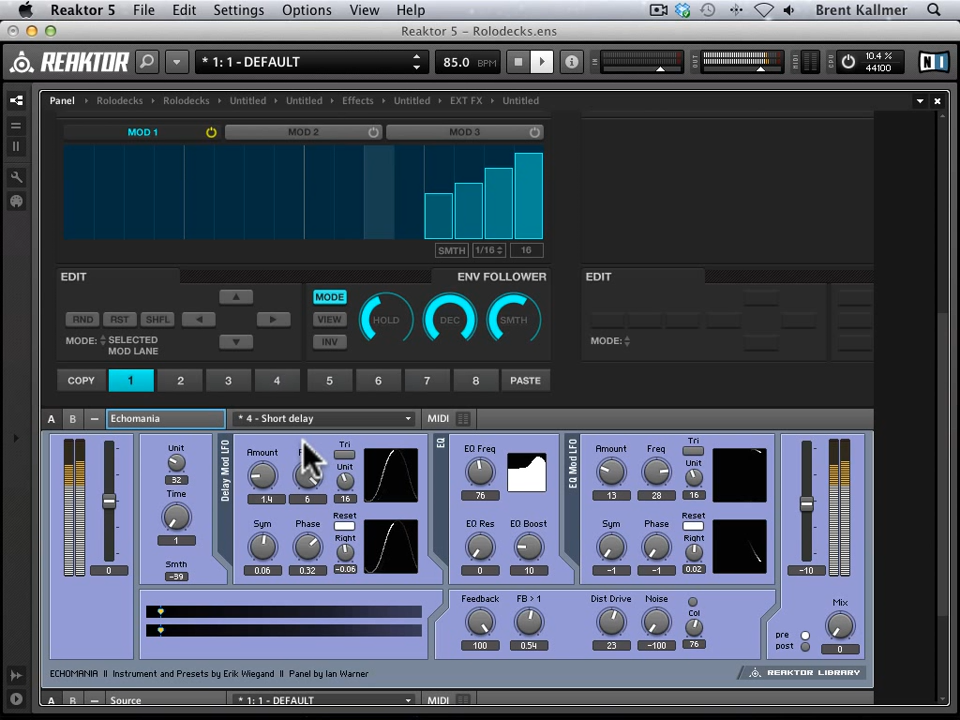 Reaktor 5 File Edit Settings Options View Help Brent Kallmer
Reaktor 5 - Rolodecks.ens
REAKTOR * 1: 1 - DEFAULT 85.0 BPM IN OUT 10.4 % 44100 NI
Panel Rolodecks Rolodecks Untitled Untitled Effects Untitled EXT FX Untitled
MOD 1 MOD 2 MOD 3
SMTH 1/16 16
EDIT ENV FOLLOWER EDIT
MODE
RND RST SHFL VIEW HOLD DEC SMTH
MODE: SELECTED MOD LANE INV MODE:
COPY 1 2 3 4 5 6 7 8 PASTE
A B Echomania * 4 - Short delay MIDI
Unit 32
Time 1
Smth -39
Delay Mod LFO
Amount 1.4
6
Tri
Unit 16
Sym 0.06
Phase 0.32
Reset
Right -0.06
EQ
EQ Freq 76
EQ Res 0
EQ Boost 10
EQ Mod LFO
Amount 13
Freq 28
Tri
Unit 16
Sym -1
Phase -1
Reset
Right 0.02
0
-10
Feedback 100
FB > 1 0.54
Dist Drive 23
Noise -100
Col 76
pre
post
Mix 0
ECHOMANIA II Instrument and Presets by Erik Wiegand II Panel by Ian Warner REAKTOR LIBRARY
A B Source * 1: 1 - DEFAULT MIDI